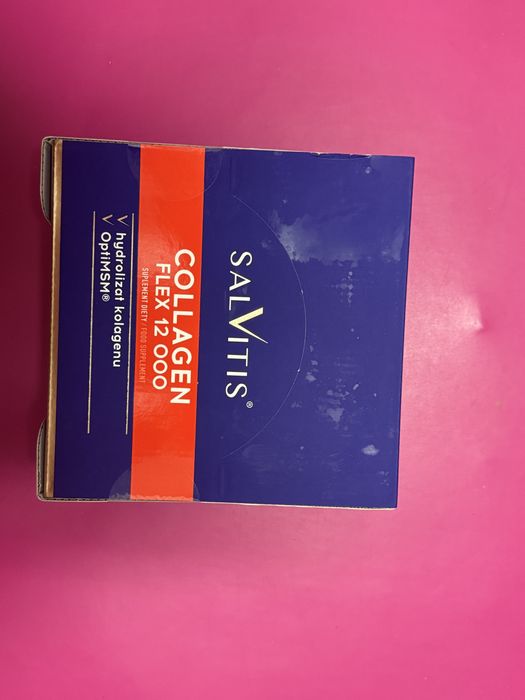 SALVITIS®
COLLAGEN
FLEX 12 000
SUPLEMENT DIETY / FOOD SUPPLEMENT
hydrolizat kolagenu
OptiMSM®